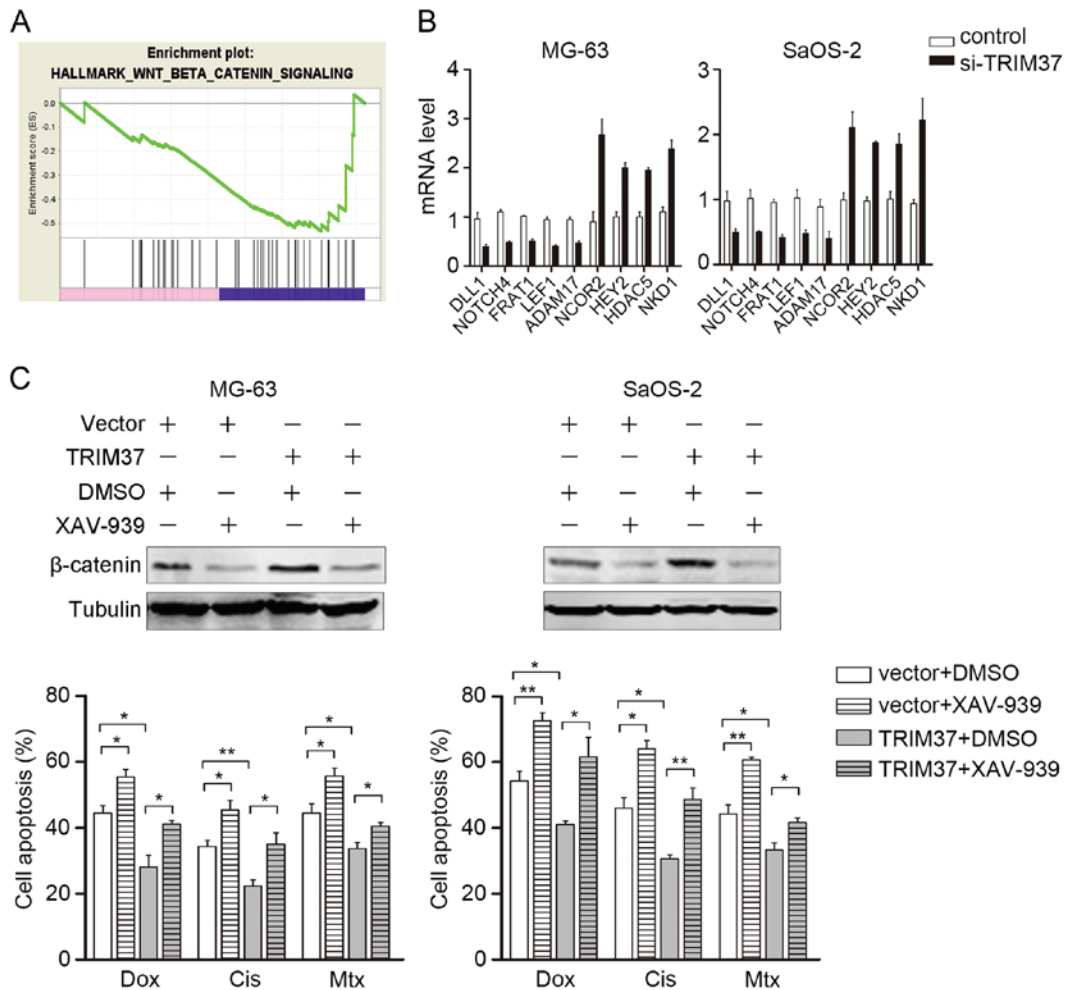 A
Enrichment plot:
HALLMARK_WNT_BETA_CATENIN_SIGNALING
Enrichment score (ES)
0.0
-0.1
-0.2
-0.3
-0.4
-0.5
B
MG-63
SaOS-2
control
si-TRIM37
mRNA level
4
3
2
1
0
DLL1
NOTCH4
FRAT1
LEF1
ADAM17
NCOR2
HEY2
HDAC5
NKD1
3
2
1
0
DLL1
NOTCH4
FRAT1
LEF1
ADAM17
NCOR2
HEY2
HDAC5
NKD1
C
MG-63
SaOS-2
Vector + + − − + + − −
TRIM37 − − + + − − + +
DMSO + − + − + − + −
XAV-939 − + − + − + − +
β-catenin
Tubulin
Cell apoptosis (%)
80
60
40
20
0
* * *
* ** *
* * *
Dox Cis Mtx
Cell apoptosis (%)
80
60
40
20
0
* ** *
* * **
* ** *
Dox Cis Mtx
vector+DMSO
vector+XAV-939
TRIM37+DMSO
TRIM37+XAV-939